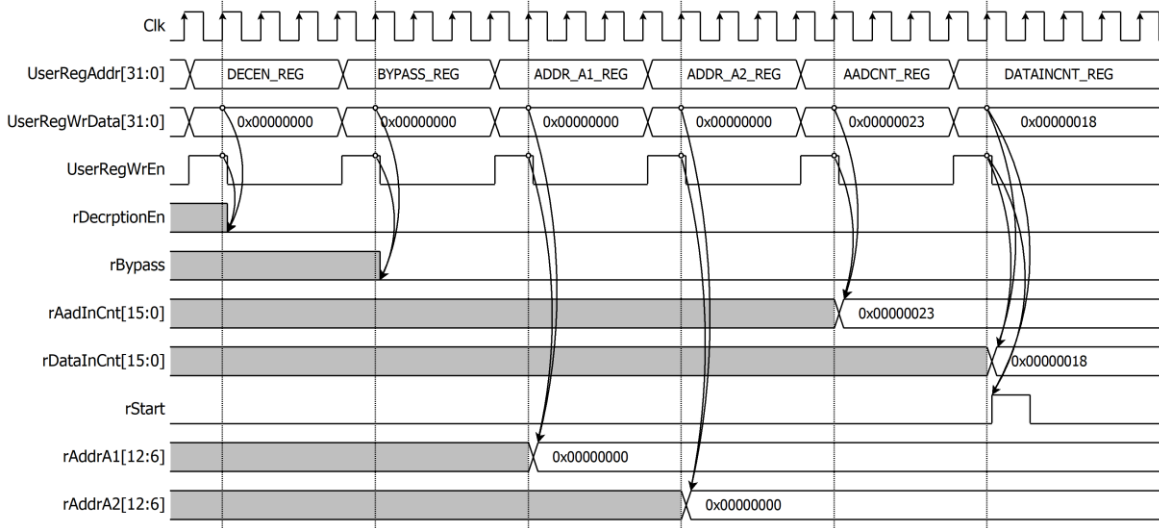 Clk
UserRegAddr[31:0] DECEN_REG BYPASS_REG ADDR_A1_REG ADDR_A2_REG AADCNT_REG DATAINCNT_REG
UserRegWrData[31:0] 0x00000000 0x00000000 0x00000000 0x00000000 0x00000023 0x00000018
UserRegWrEn
rDecrptionEn
rBypass
rAadInCnt[15:0] 0x00000023
rDataInCnt[15:0] 0x00000018
rStart
rAddrA1[12:6] 0x00000000
rAddrA2[12:6] 0x00000000